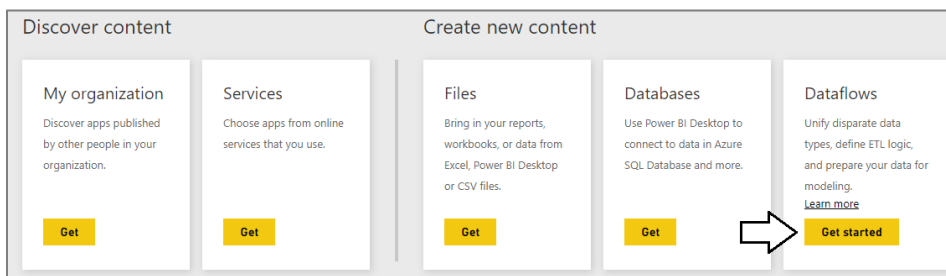 Discover content
Create new content
My organization
Discover apps published
by other people in your
organization.
Get
Services
Choose apps from online
services that you use.
Get
Files
Bring in your reports,
workbooks, or data from
Excel, Power BI Desktop
or CSV files.
Get
Databases
Use Power BI Desktop to
connect to data in Azure
SQL Database and more.
Get
Dataflows
Unify disparate data
types, define ETL logic,
and prepare your data for
modeling.
Learn more
Get started